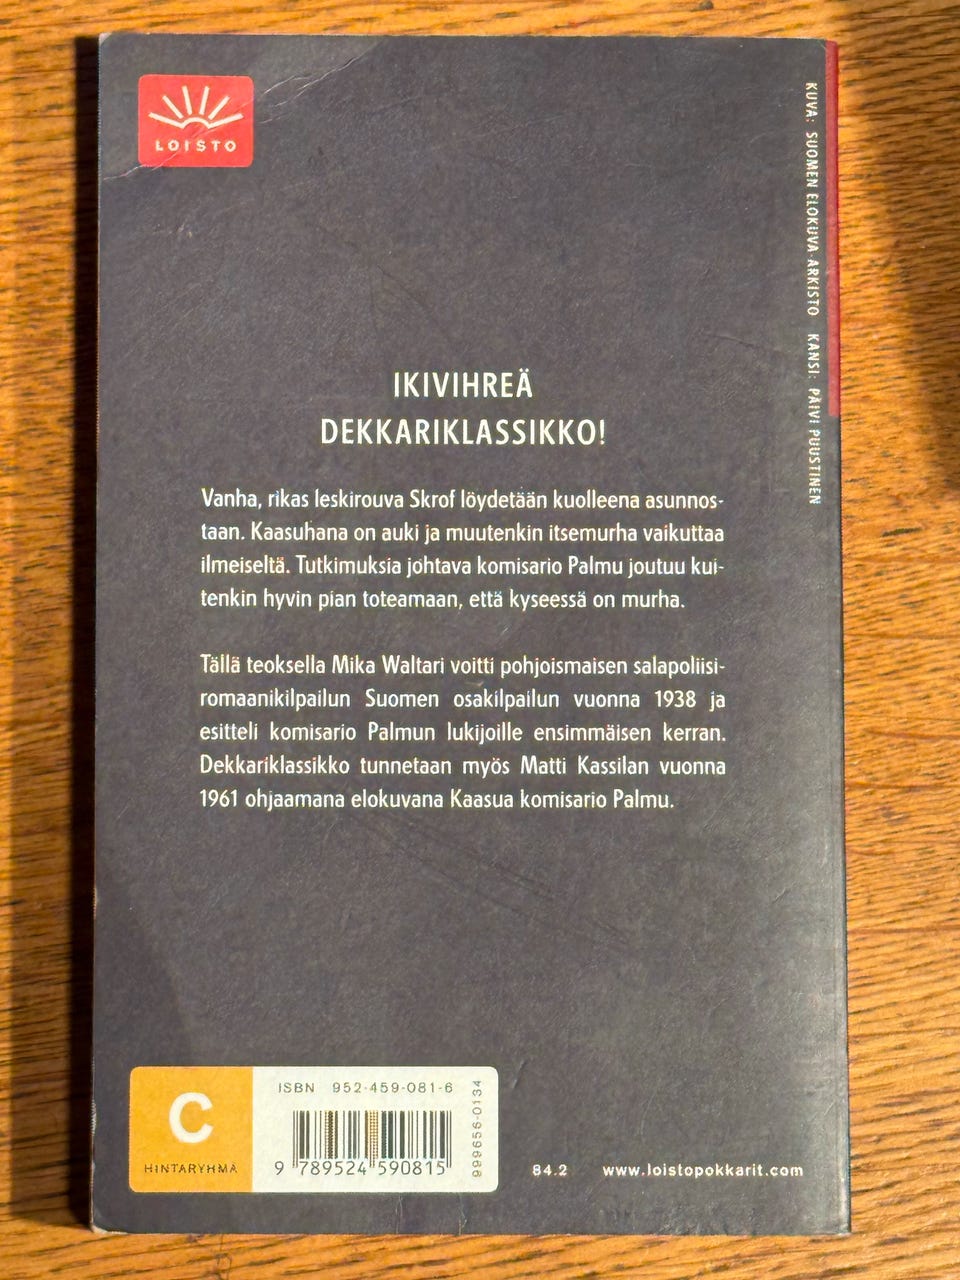 LOISTO
KUVA: SUOMEN ELOKUVA-ARKISTO KANSI: PÄIVI PUUSTINEN
IKIVIHREÄ
DEKKARIKLASSIKKO!
Vanha, rikas leskirouva Skrof löydetään kuolleena asunnos-
taan. Kaasuhana on auki ja muutenkin itsemurha vaikuttaa
ilmeiseltä. Tutkimuksia johtava komisario Palmu joutuu kui-
tenkin hyvin pian toteamaan, että kyseessä on murha.
Tällä teoksella Mika Waltari voitti pohjoismaisen salapoliisi-
romaanikilpailun Suomen osakilpailun vuonna 1938 ja
esitteli komisario Palmun lukijoille ensimmäisen kerran.
Dekkariklassikko tunnetaan myös Matti Kassilan vuonna
1961 ohjaamana elokuvana Kaasua komisario Palmu.
C
HINTARYHMÄ
ISBN 952-459-081-6
9 789524 590815
999656-0134
84.2 www.loistopokkarit.com